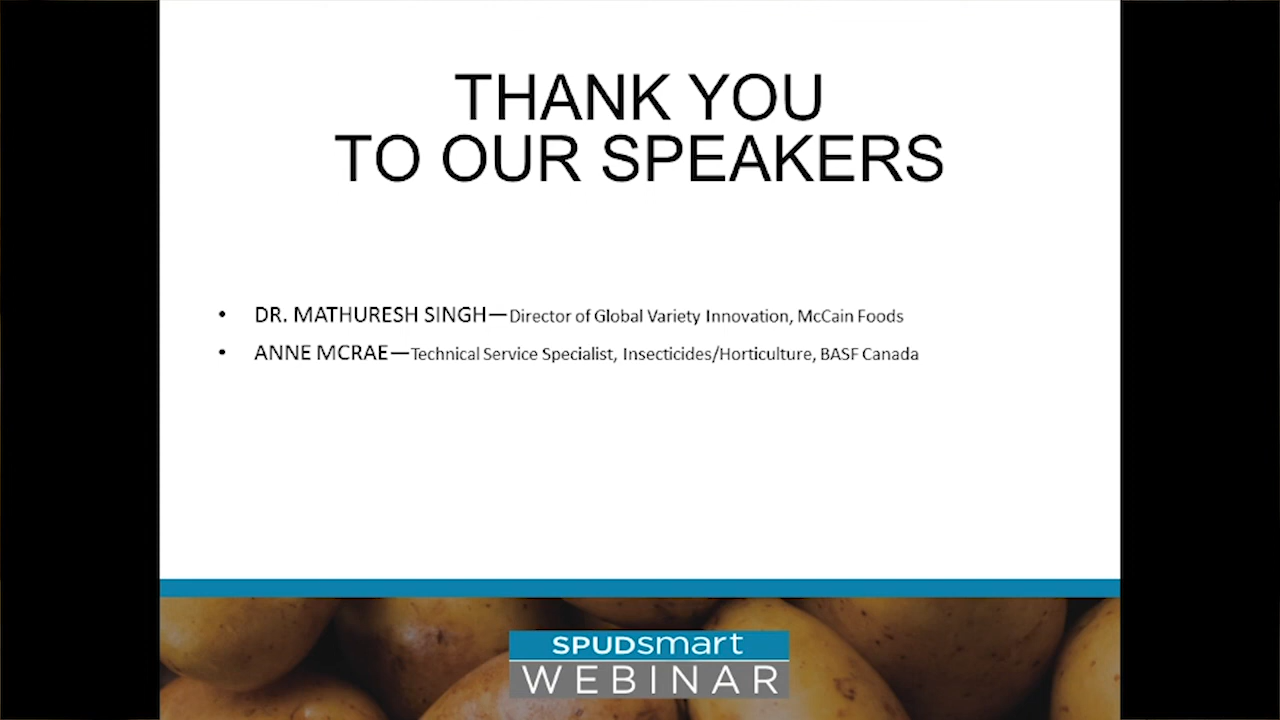 THANK YOU
TO OUR SPEAKERS
• DR. MATHURESH SINGH—Director of Global Variety Innovation, McCain Foods
• ANNE MCRAE—Technical Service Specialist, Insecticides/Horticulture, BASF Canada
SPUDsmart
WEBINAR